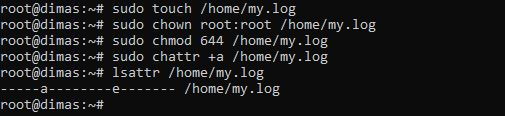 root@dimas:~# sudo touch /home/my.log
root@dimas:~# sudo chown root:root /home/my.log
root@dimas:~# sudo chmod 644 /home/my.log
root@dimas:~# sudo chattr +a /home/my.log
root@dimas:~# lsattr /home/my.log
-----a--------e------- /home/my.log
root@dimas:~#